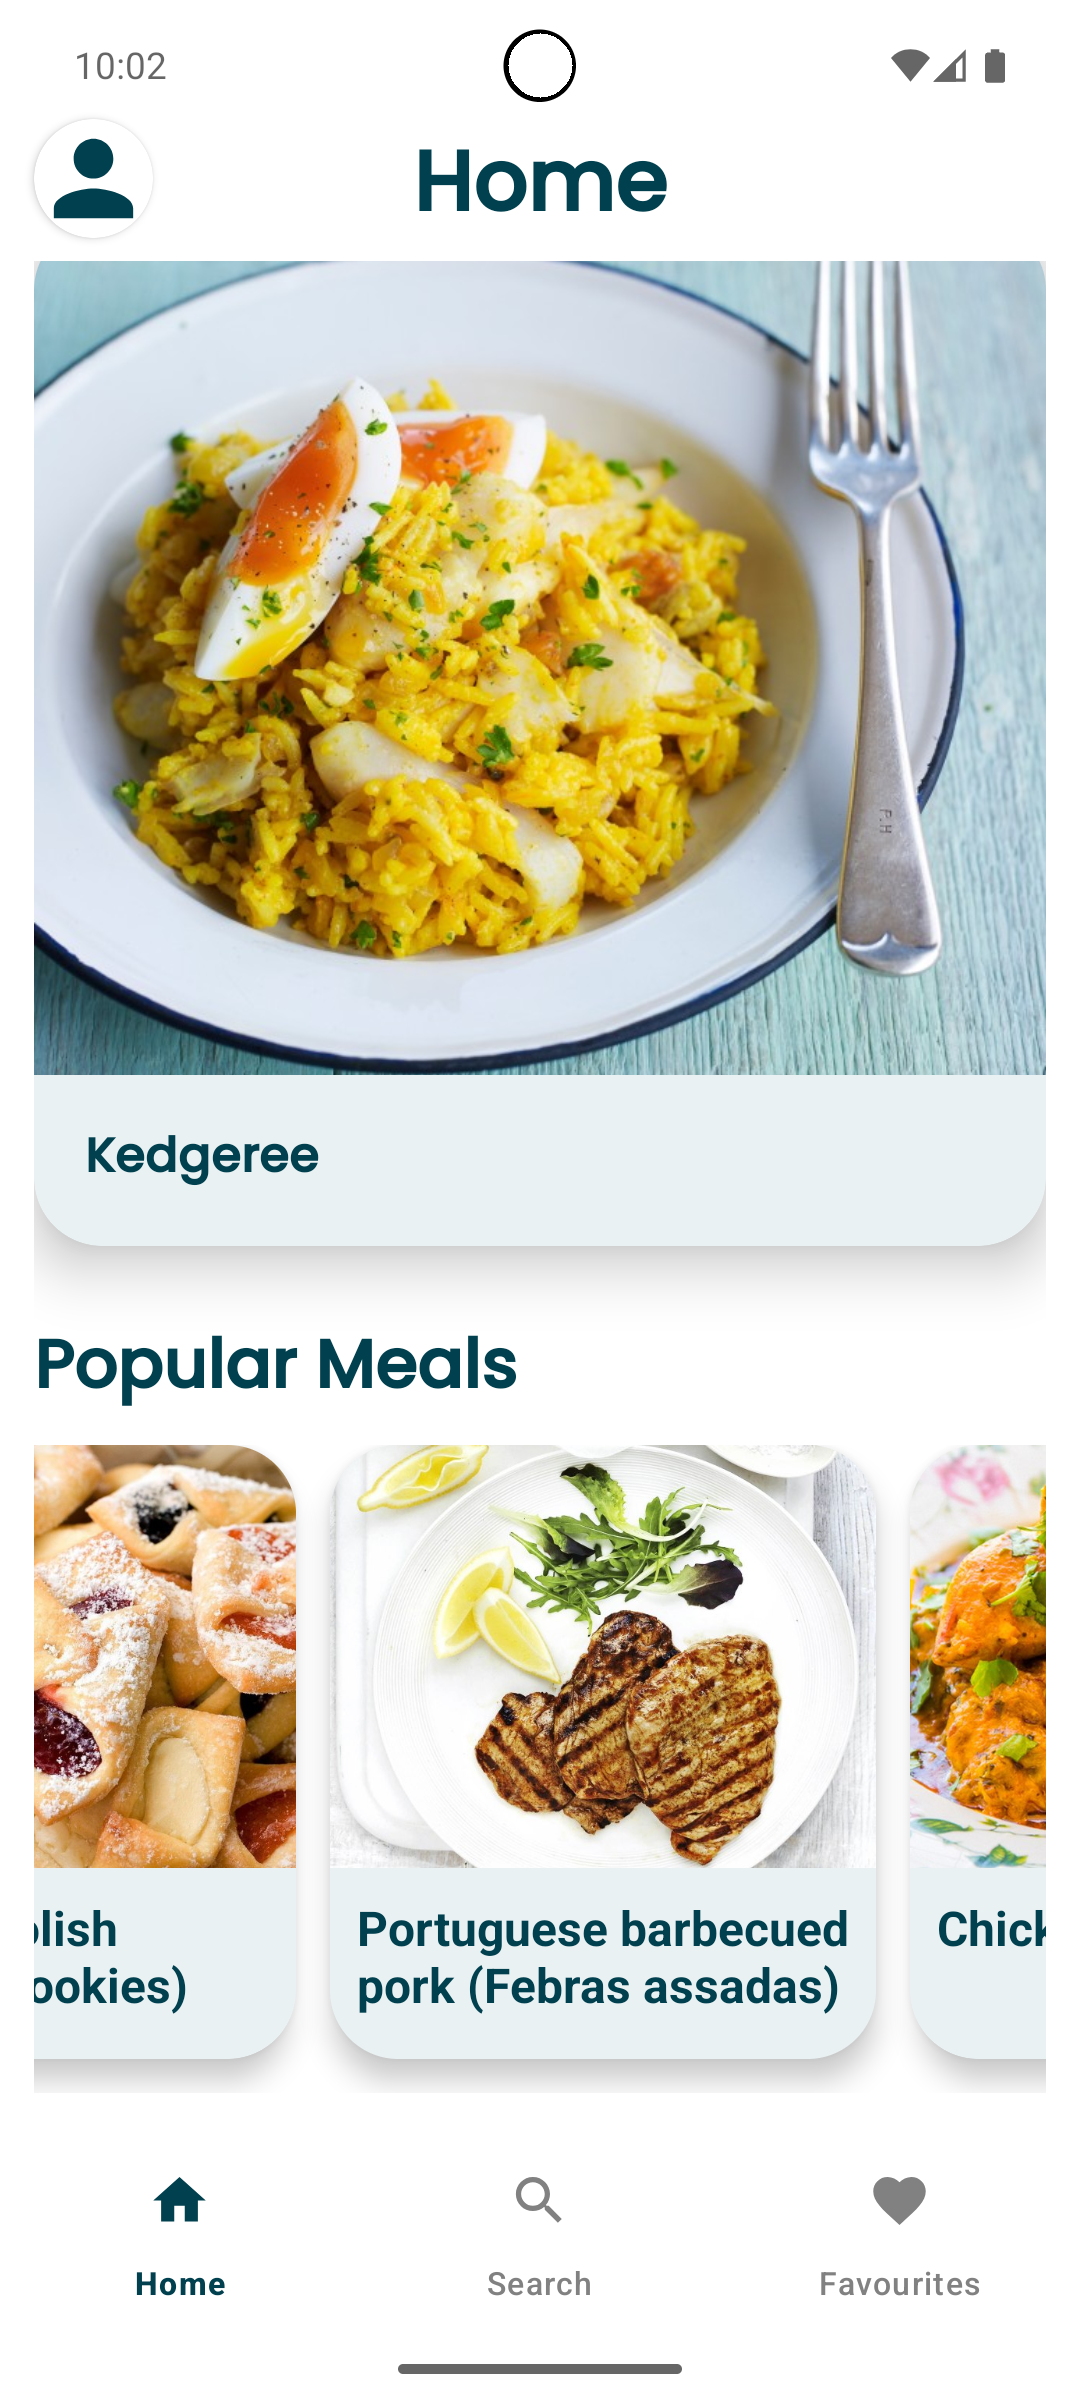 10:02
Home
P.H
Kedgeree
Popular Meals
olish
ookies)
Portuguese barbecued
pork (Febras assadas)
Chick
Home
Search
Favourites